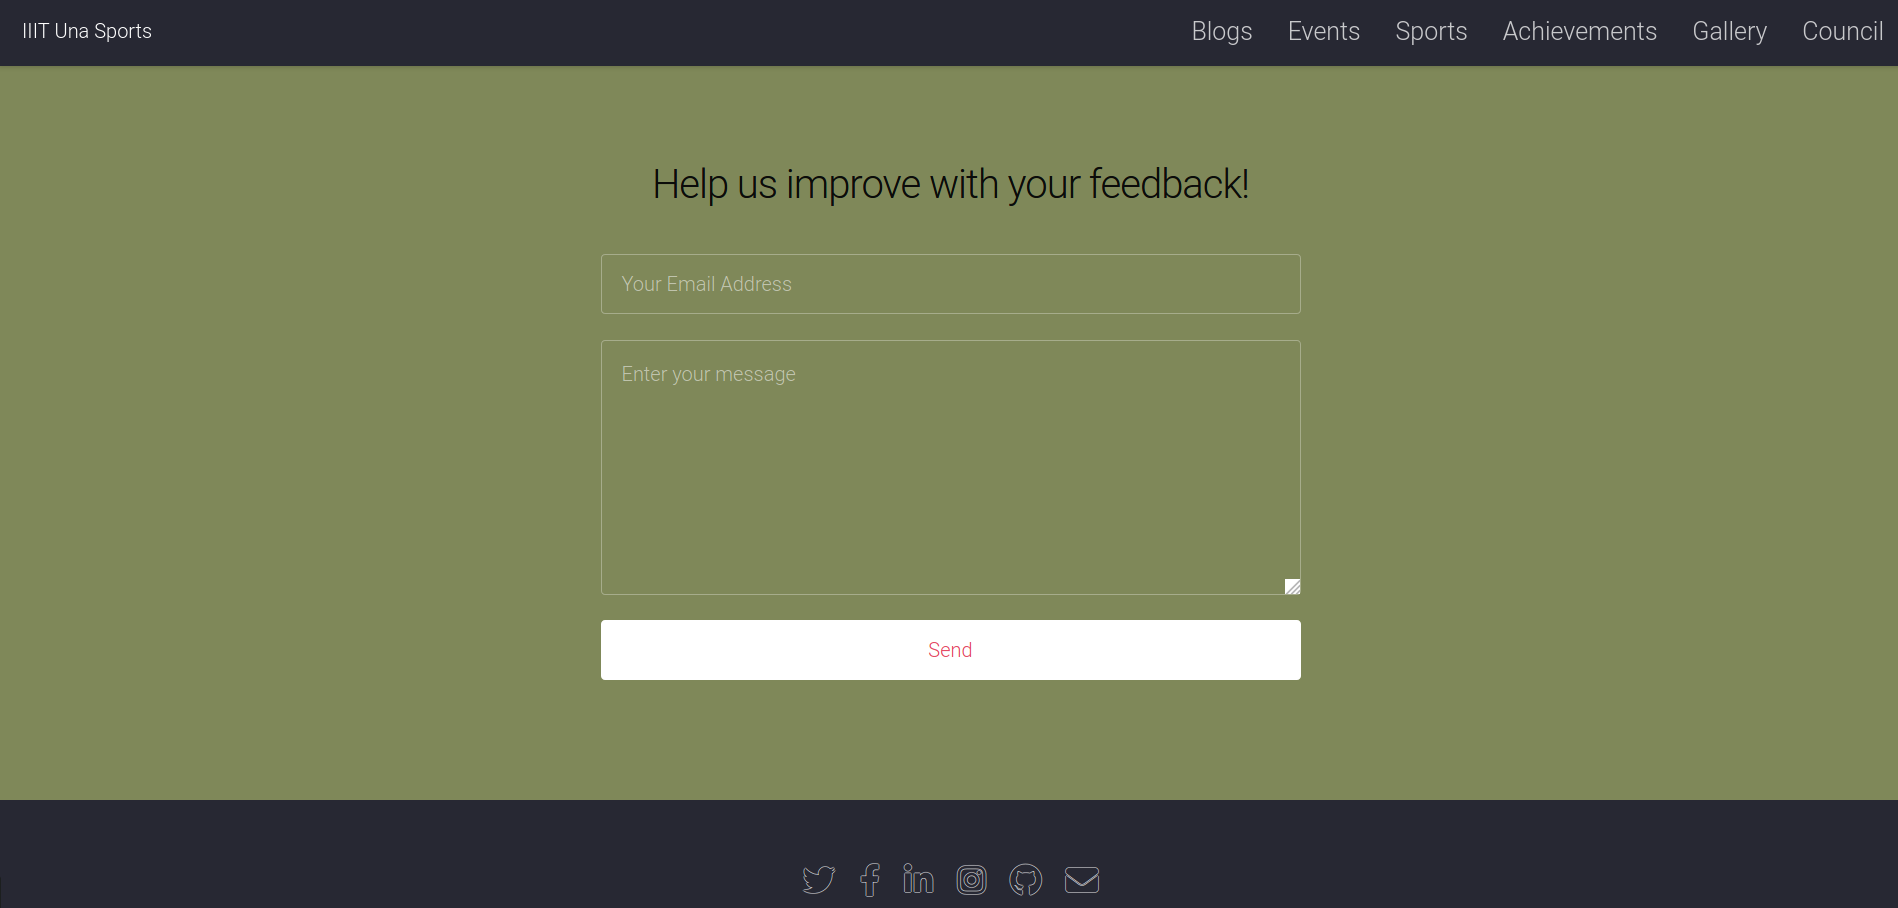 IIIT Una Sports
Blogs Events Sports Achievements Gallery Council
Help us improve with your feedback!
Your Email Address
Enter your message
Send